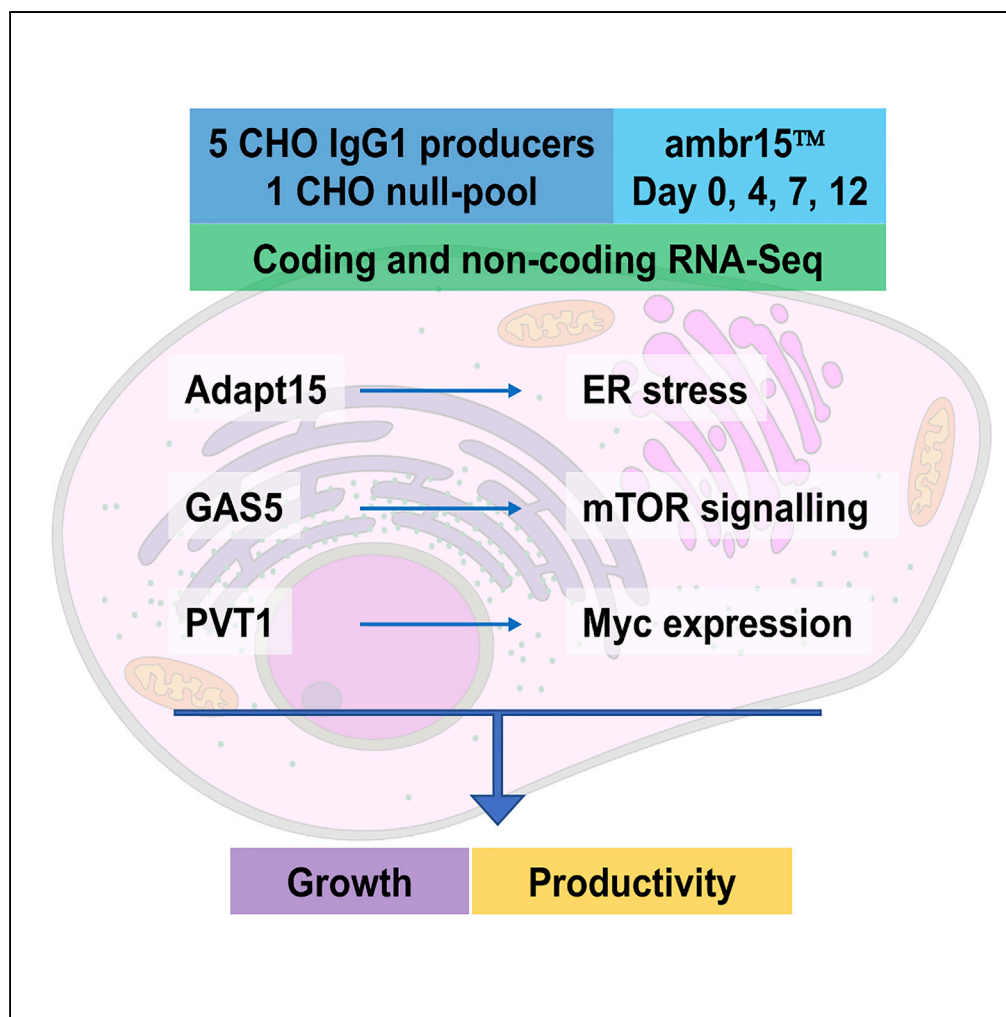 5 CHO IgG1 producers
1 CHO null-pool
ambr15™
Day 0, 4, 7, 12
Coding and non-coding RNA-Seq
Adapt15
ER stress
GAS5
mTOR signalling
PVT1
Myc expression
Growth
Productivity